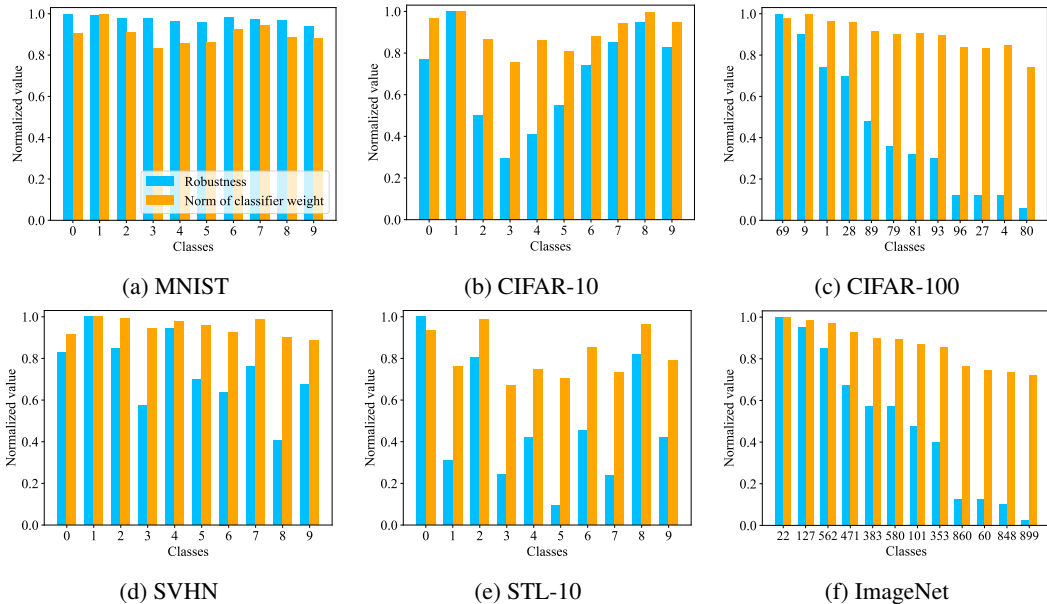 1.0
0.8
0.6
0.4
0.2
0.0
Normalized value
Robustness
Norm of classifier weight
0 1 2 3 4 5 6 7 8 9
Classes
(a) MNIST
1.0
0.8
0.6
0.4
0.2
0.0
Normalized value
0 1 2 3 4 5 6 7 8 9
Classes
(b) CIFAR-10
1.0
0.8
0.6
0.4
0.2
0.0
Normalized value
69 9 1 28 89 79 81 93 96 27 4 80
Classes
(c) CIFAR-100
1.0
0.8
0.6
0.4
0.2
0.0
Normalized value
0 1 2 3 4 5 6 7 8 9
Classes
(d) SVHN
1.0
0.8
0.6
0.4
0.2
0.0
Normalized value
0 1 2 3 4 5 6 7 8 9
Classes
(e) STL-10
1.0
0.8
0.6
0.4
0.2
0.0
Normalized value
22 127 562 471 383 580 101 353 860 60 848 899
Classes
(f) ImageNet